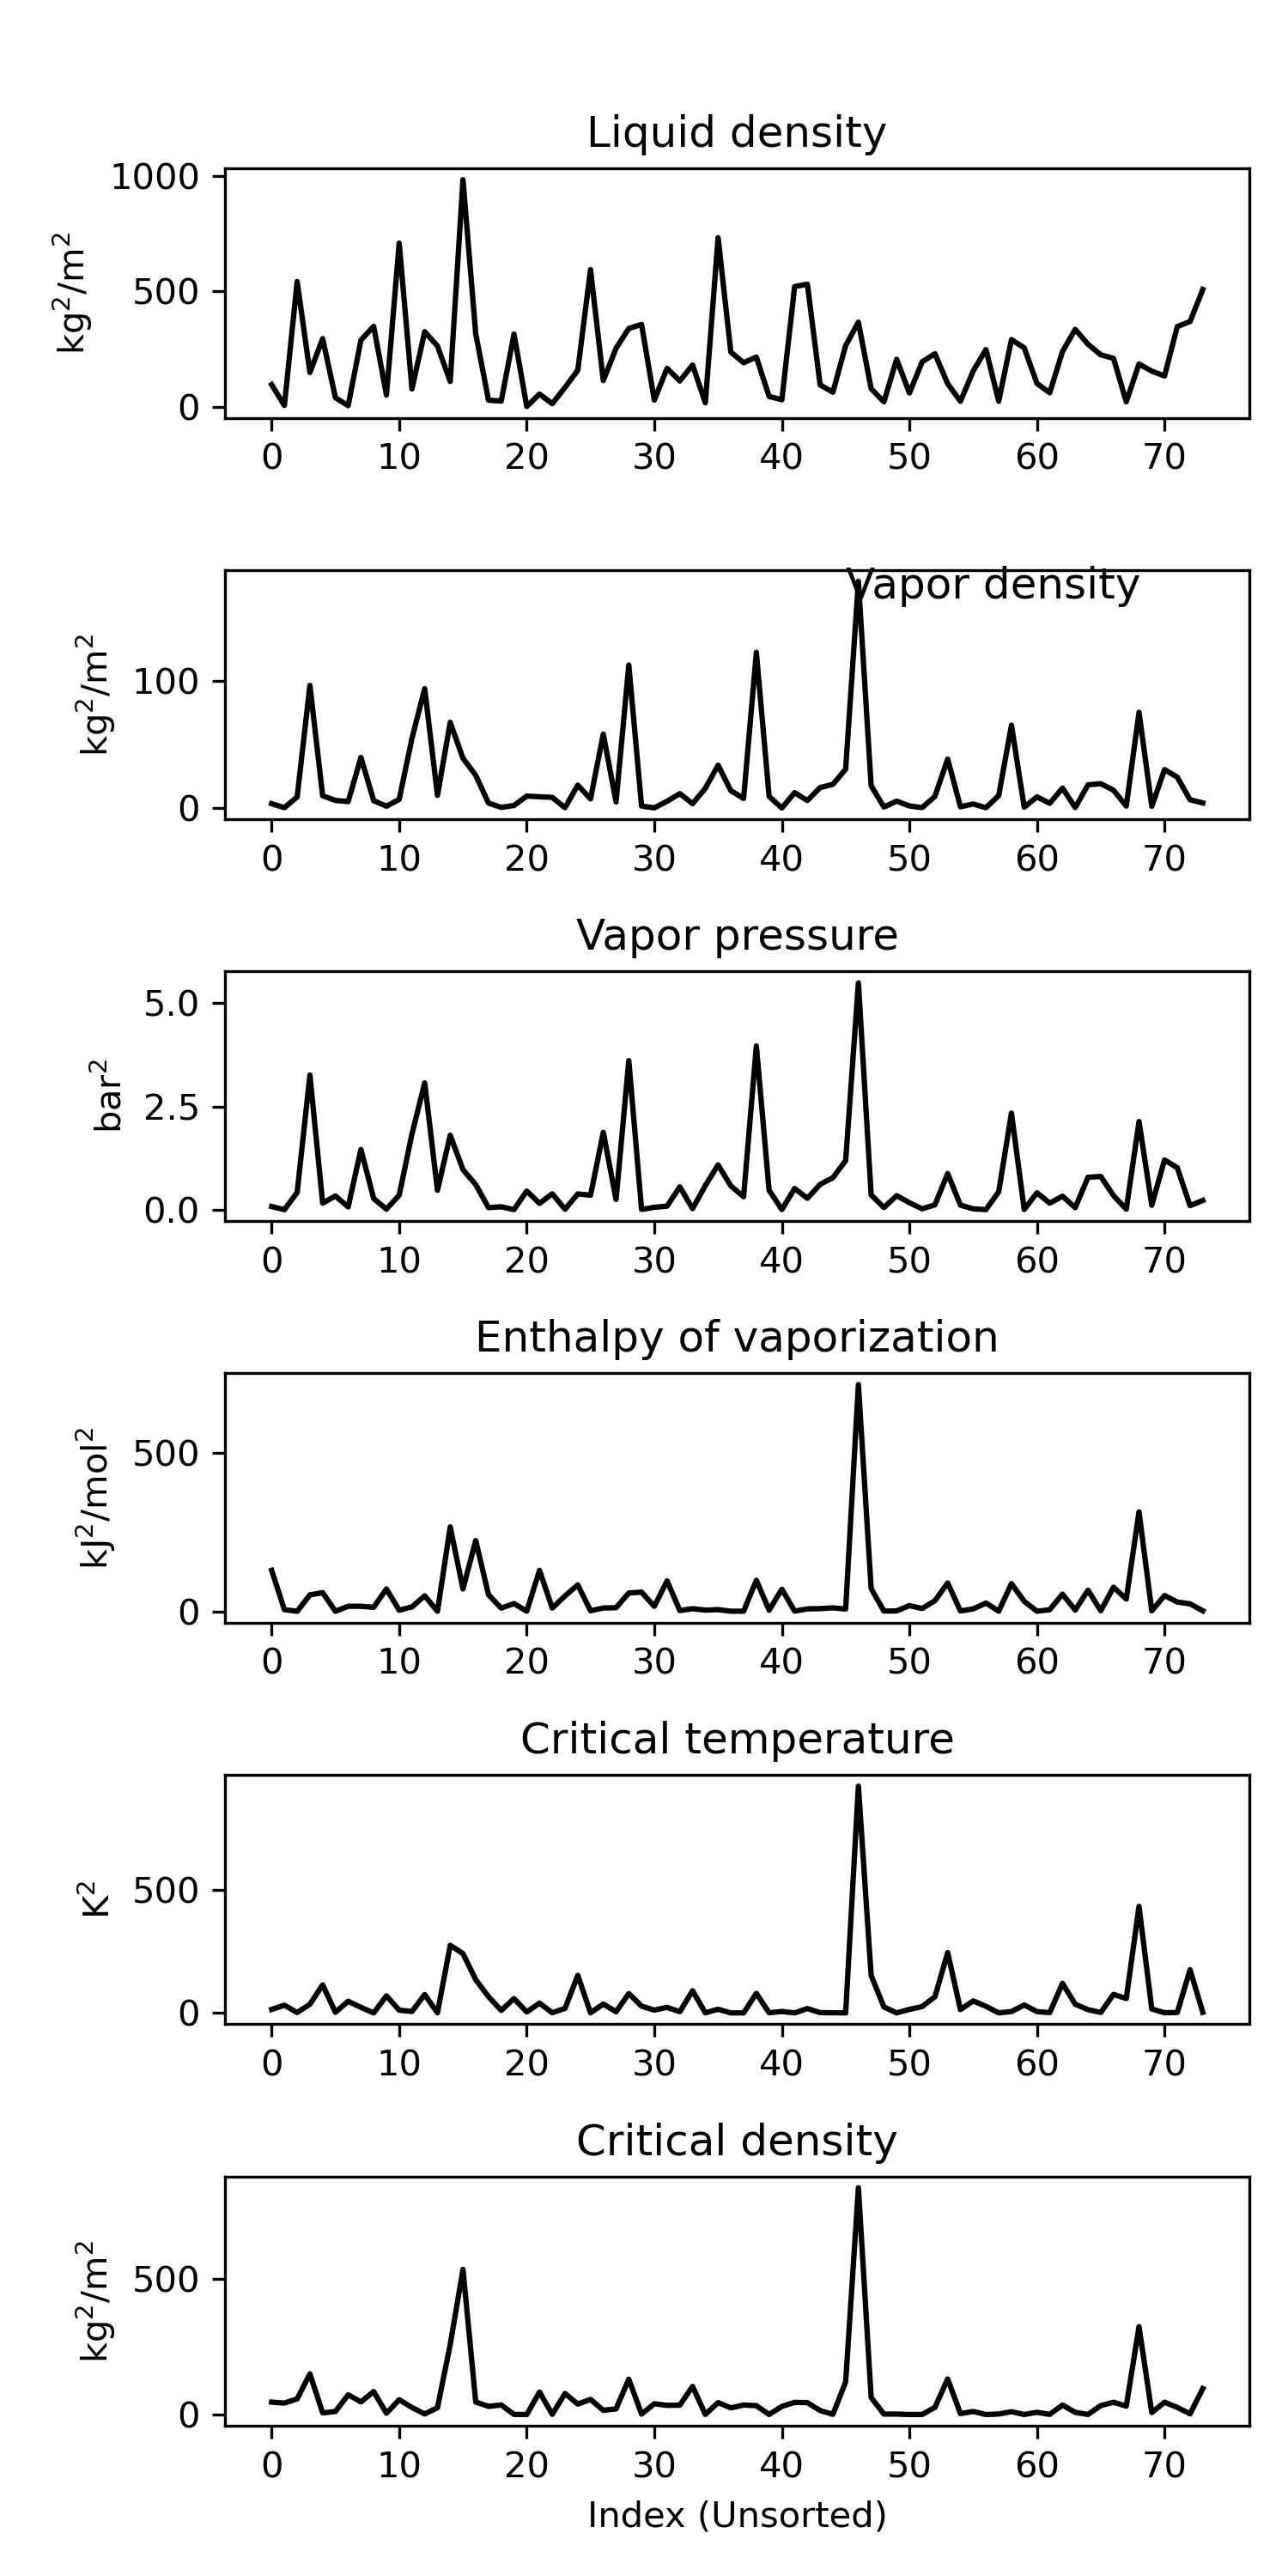 Liquid density
kg²/m²
1000
500
0
0 10 20 30 40 50 60 70
Vapor density
kg²/m²
100
0
0 10 20 30 40 50 60 70
Vapor pressure
bar²
5.0
2.5
0.0
0 10 20 30 40 50 60 70
Enthalpy of vaporization
kJ²/mol²
500
0
0 10 20 30 40 50 60 70
Critical temperature
K²
500
0
0 10 20 30 40 50 60 70
Critical density
kg²/m²
500
0
0 10 20 30 40 50 60 70
Index (Unsorted)